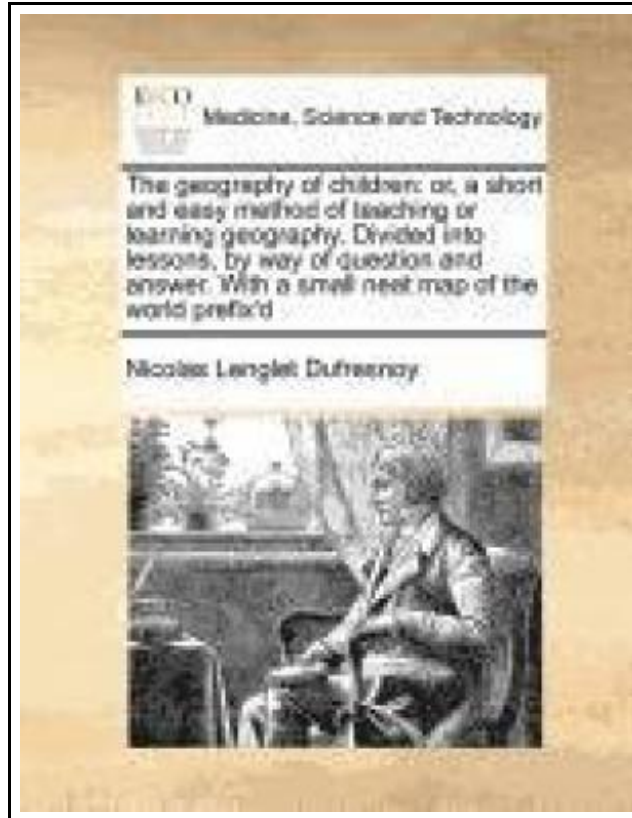 ECCO
Medicine, Science and Technology
The geography of children: or, a short
and easy method of teaching or
learning geography. Divided into
lessons, by way of question and
answer. With a small neat map of the
world prefix'd
Nicolas Lenglet Dufresnoy